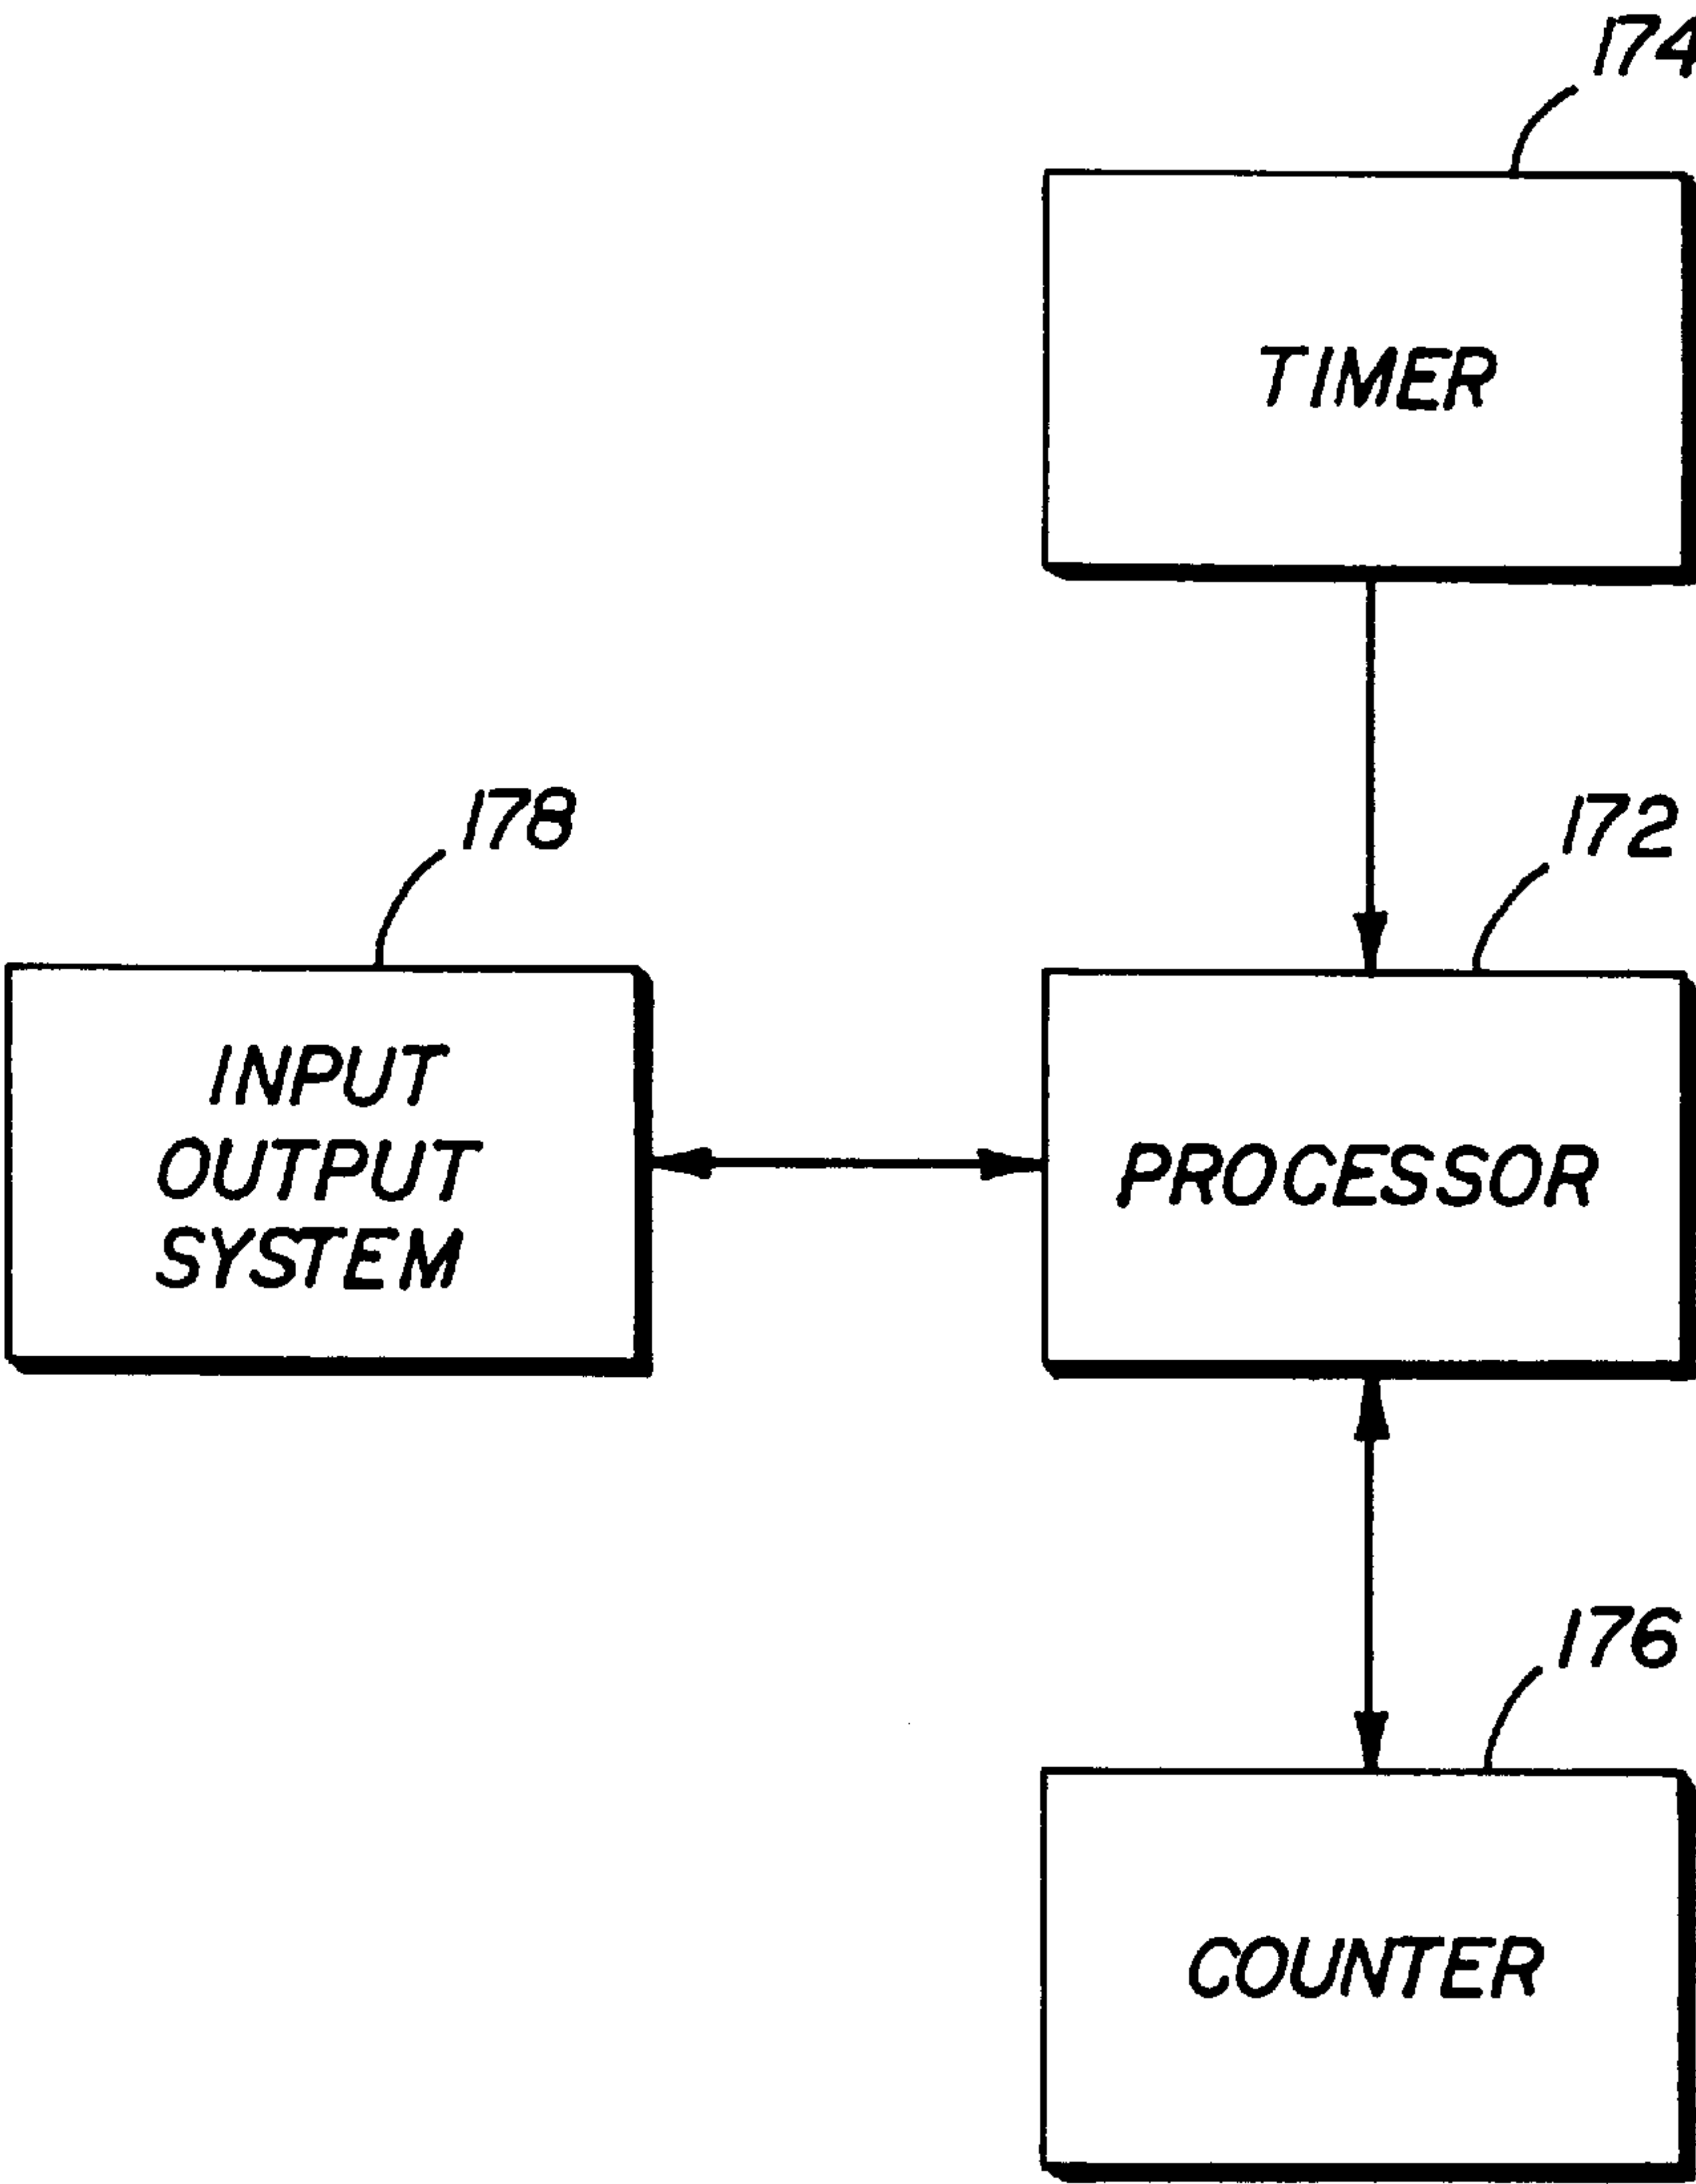 174
TIMER
178
172
INPUT
OUTPUT
SYSTEM
PROCESSOR
176
COUNTER